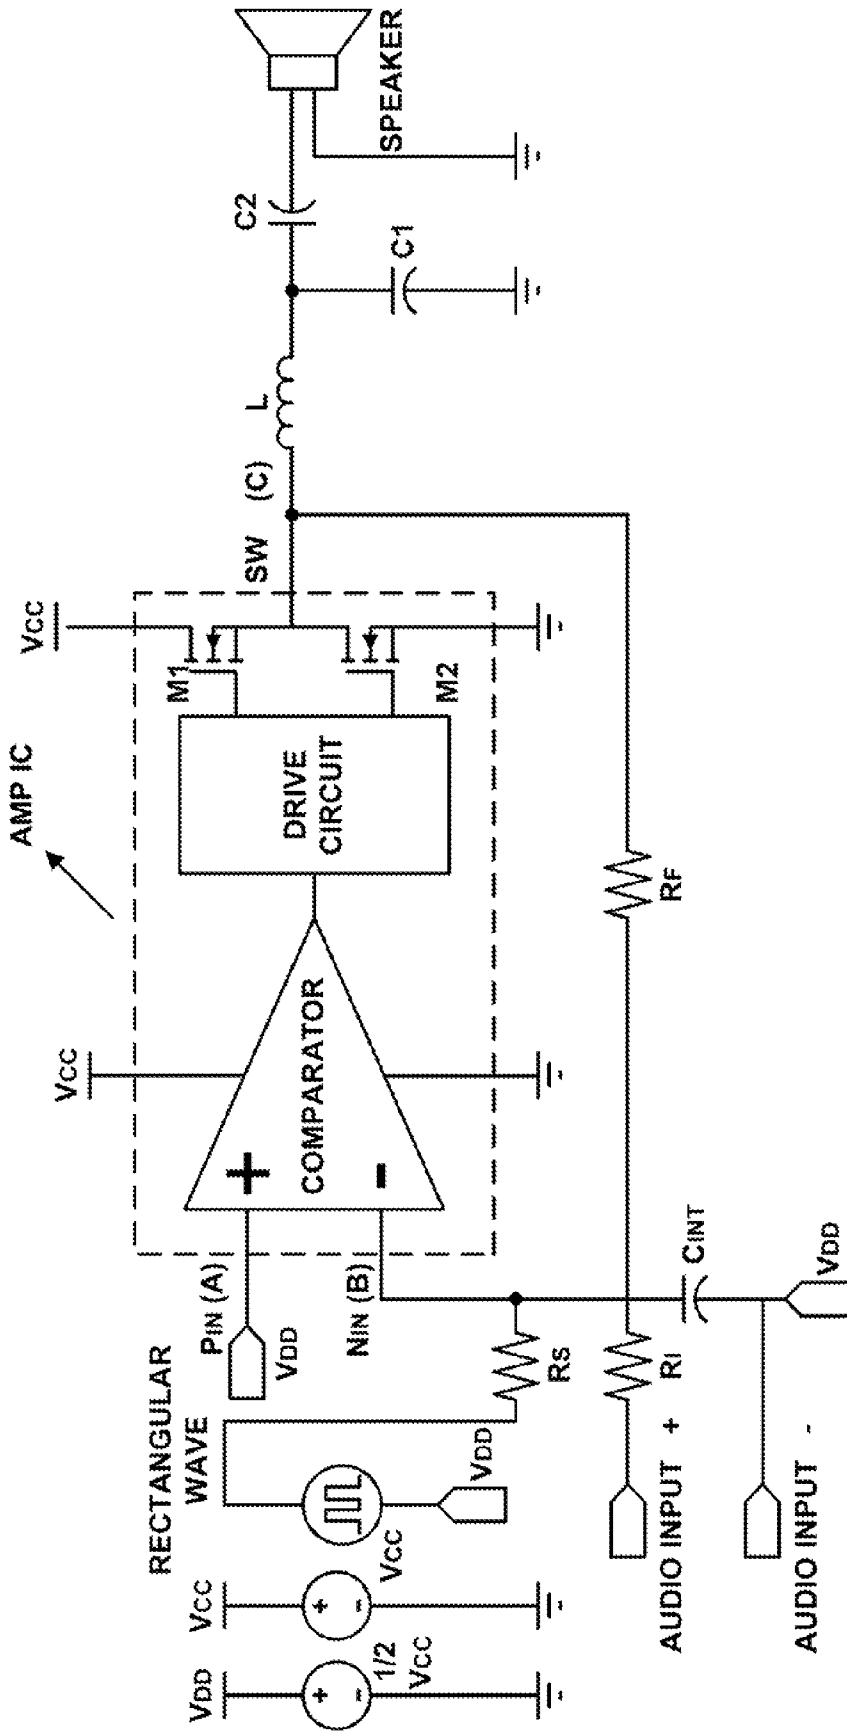 AMP IC
VCC
VCC
SW
(C)
L
C2
C1
SPEAKER
M1
M2
DRIVE
CIRCUIT
+
COMPARATOR
-
PIN (A)
VDD
NIN (B)
RECTANGULAR
WAVE
VDD
RS
RF
RI
CINT
VDD
AUDIO INPUT +
AUDIO INPUT -
VCC
+
-
VCC
VDD
+
-
1/2
VCC